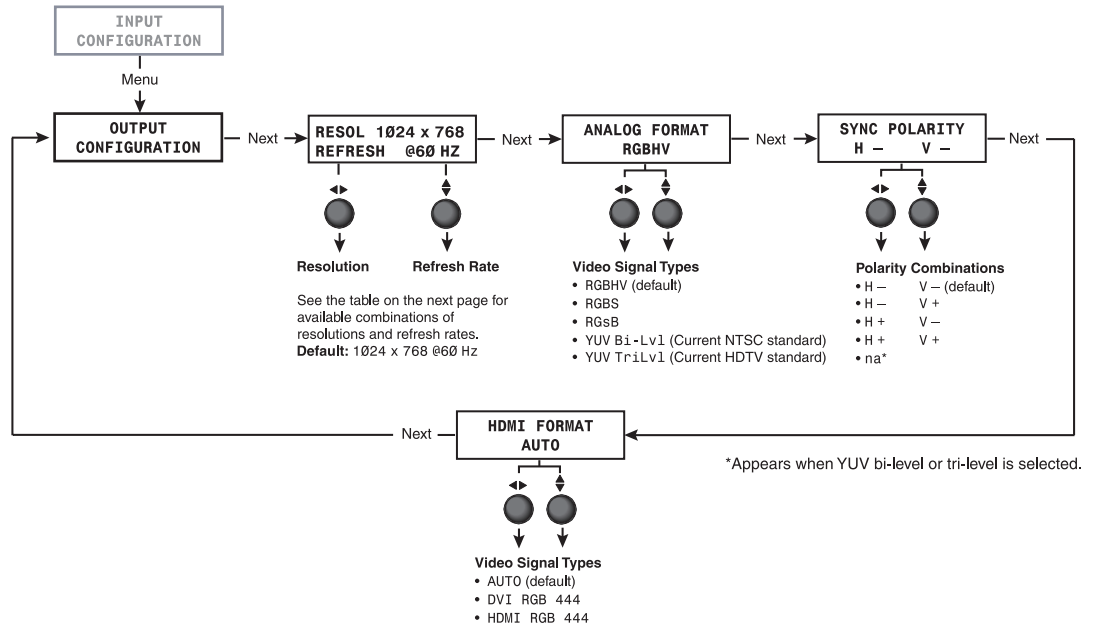 INPUT
CONFIGURATION
Menu
OUTPUT
CONFIGURATION
Next
RESOL 1024 x 768
REFRESH @60 HZ
Next
ANALOG FORMAT
RGBHV
Next
SYNC POLARITY
H – V –
Next
Resolution
Refresh Rate
See the table on the next page for
available combinations of
resolutions and refresh rates.
Default: 1024 x 768 @60 Hz
Video Signal Types
• RGBHV (default)
• RGBS
• RGsB
• YUV Bi-Lvl (Current NTSC standard)
• YUV TriLvl (Current HDTV standard)
Polarity Combinations
• H – V – (default)
• H – V +
• H + V –
• H + V +
• na*
Next
HDMI FORMAT
AUTO
*Appears when YUV bi-level or tri-level is selected.
Video Signal Types
• AUTO (default)
• DVI RGB 444
• HDMI RGB 444